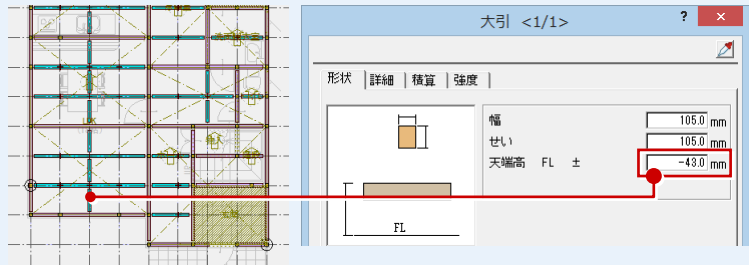 大引 <1/1>
?
×
形状
詳細
積算
強度
幅 105.0 mm
せい 105.0 mm
天端高 FL ± -43.0 mm
FL
LDK